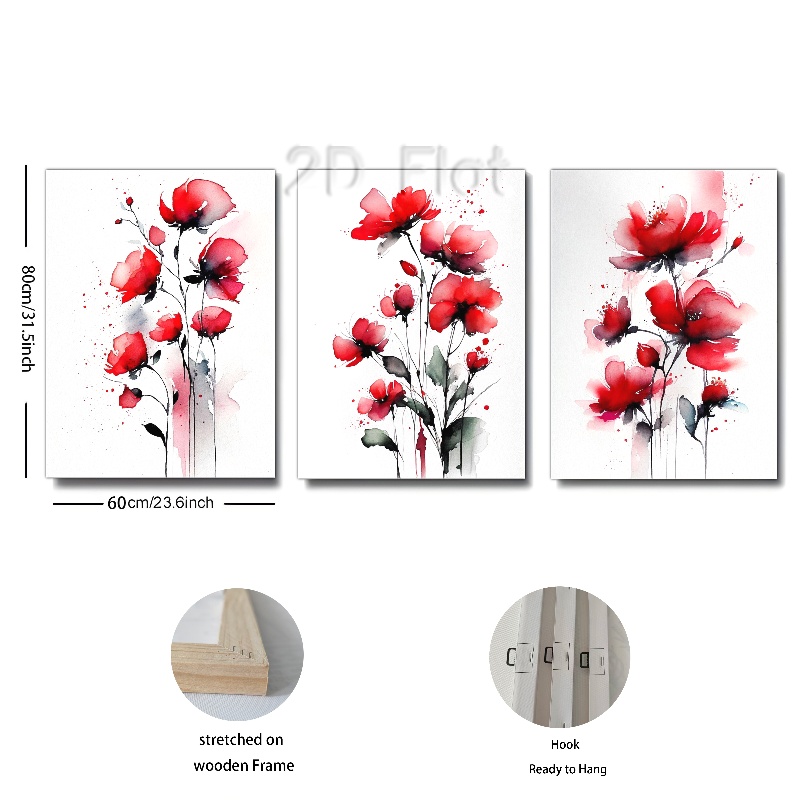 2D Flat
80cm/31.5inch
60cm/23.6inch
stretched on
wooden Frame
Hook
Ready to Hang